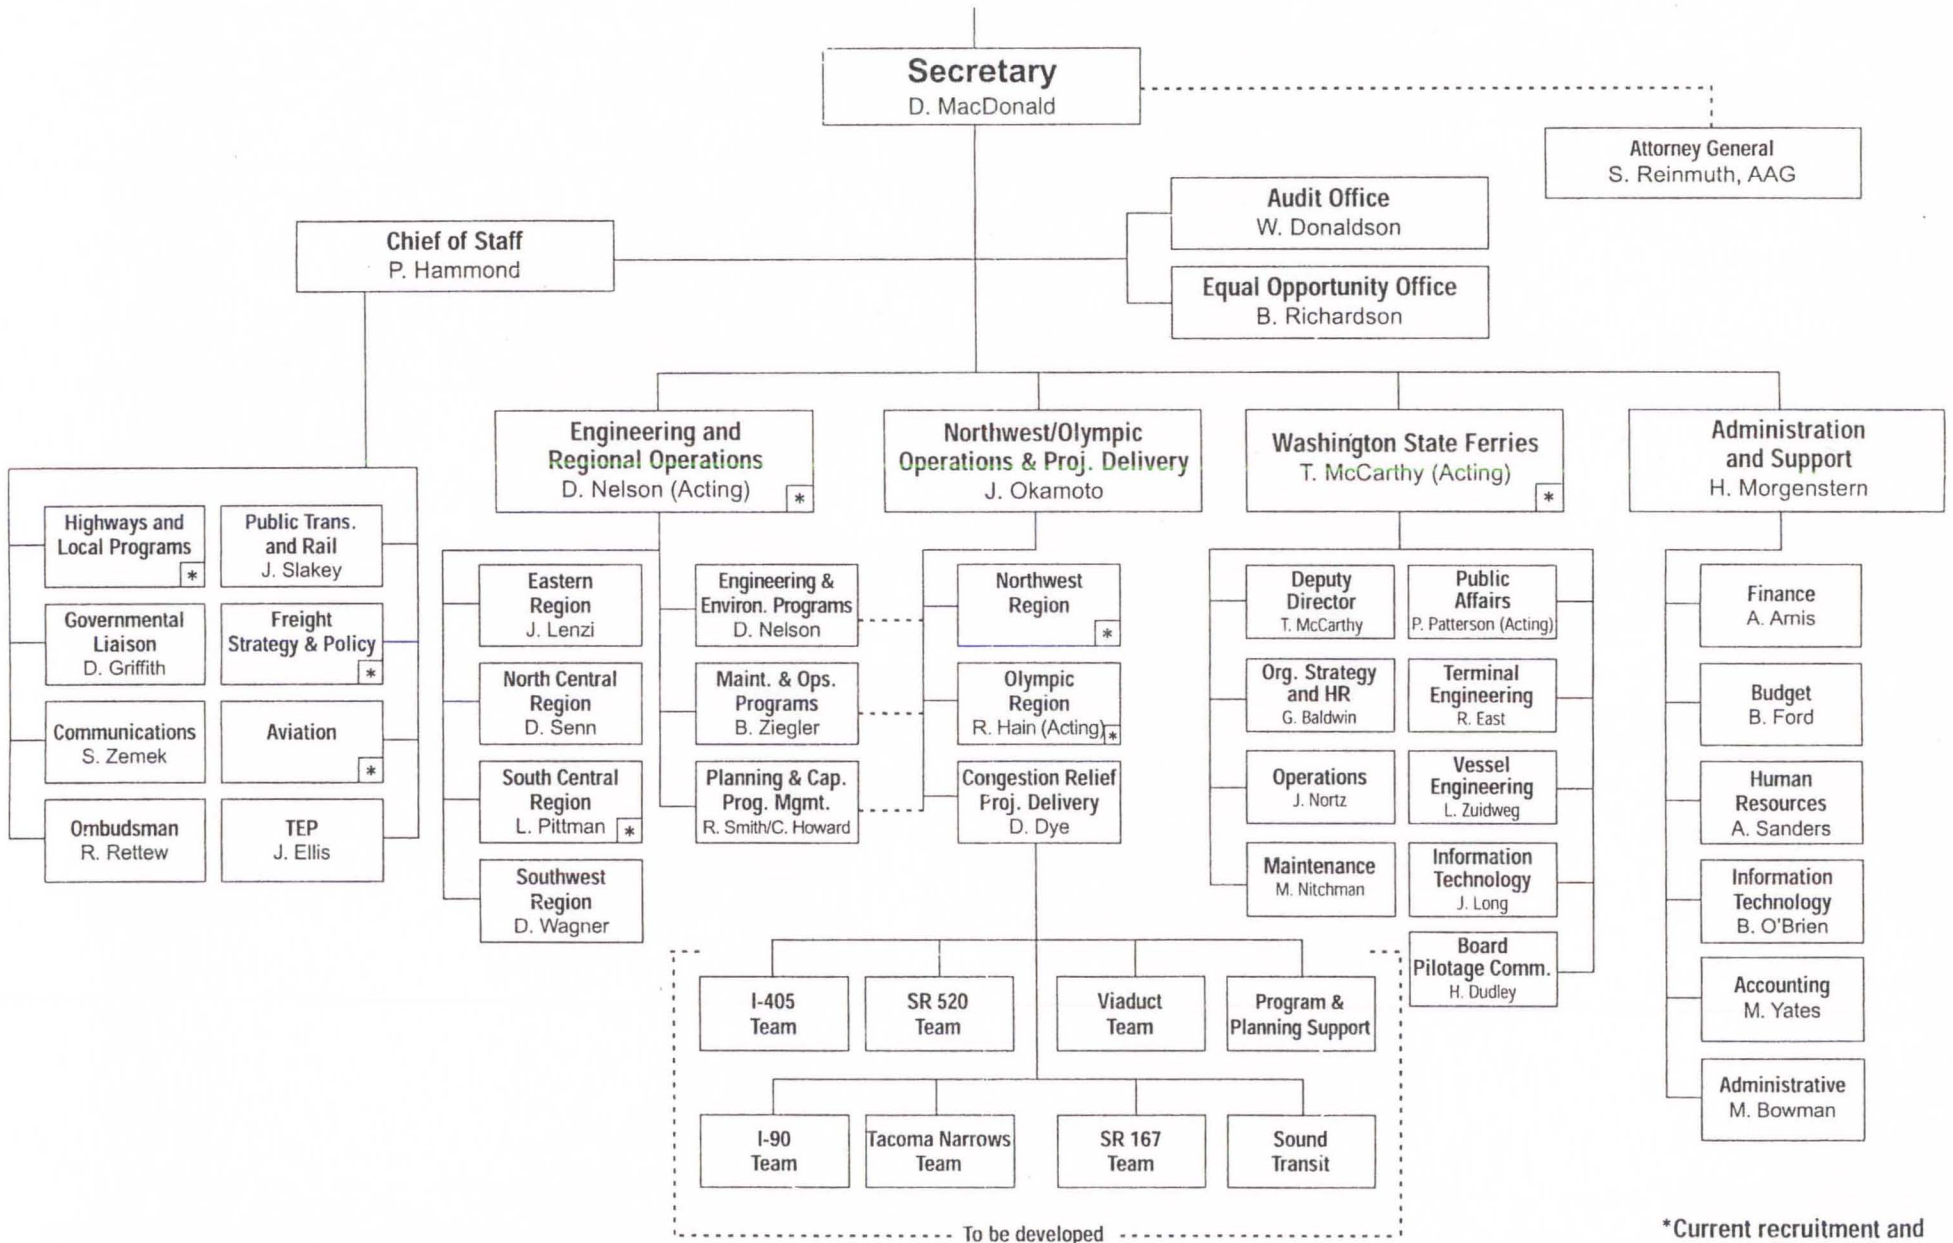 Secretary
D. MacDonald
Attorney General
S. Reinmuth, AAG
Audit Office
W. Donaldson
Chief of Staff
P. Hammond
Equal Opportunity Office
B. Richardson
Engineering and
Regional Operations
D. Nelson (Acting)
*
Northwest/Olympic
Operations & Proj. Delivery
J. Okamoto
Washington State Ferries
T. McCarthy (Acting)
*
Administration
and Support
H. Morgenstern
Highways and
Local Programs
*
Public Trans.
and Rail
J. Slakey
Governmental
Liaison
D. Griffith
Freight
Strategy & Policy
*
Communications
S. Zemek
Aviation
*
Ombudsman
R. Rettew
TEP
J. Ellis
Eastern
Region
J. Lenzi
North Central
Region
D. Senn
South Central
Region
L. Pittman *
Southwest
Region
D. Wagner
Engineering &
Environ. Programs
D. Nelson
Maint. & Ops.
Programs
B. Ziegler
Planning & Cap.
Prog. Mgmt.
R. Smith/C. Howard
Northwest
Region
*
Olympic
Region
R. Hain (Acting) *
Congestion Relief
Proj. Delivery
D. Dye
Deputy
Director
T. McCarthy
Public
Affairs
P. Patterson (Acting)
Org. Strategy
and HR
G. Baldwin
Terminal
Engineering
R. East
Operations
J. Nortz
Vessel
Engineering
L. Zuidweg
Maintenance
M. Nitchman
Information
Technology
J. Long
Board
Pilotage Comm.
H. Dudley
Finance
A. Arnis
Budget
B. Ford
Human
Resources
A. Sanders
Information
Technology
B. O'Brien
Accounting
M. Yates
Administrative
M. Bowman
I-405
Team
SR 520
Team
Viaduct
Team
Program &
Planning Support
I-90
Team
Tacoma Narrows
Team
SR 167
Team
Sound
Transit
To be developed
*Current recruitment and